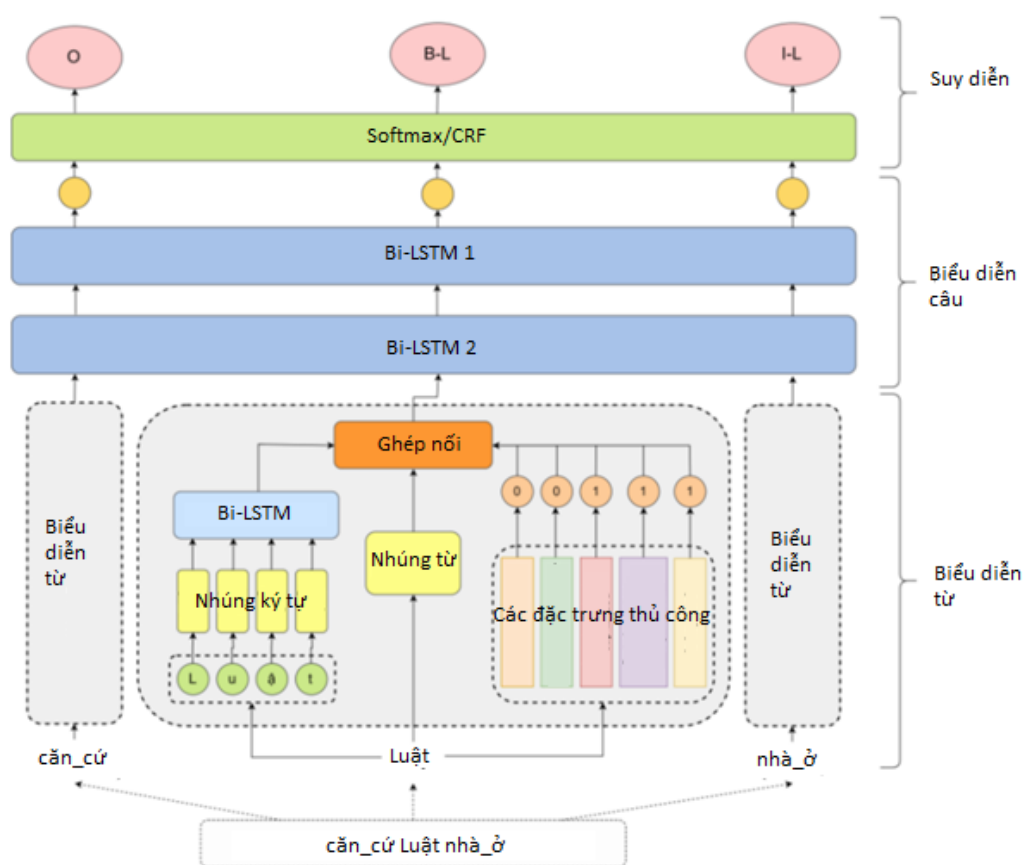 O
B-L
I-L
Suy diễn
Softmax/CRF
Bi-LSTM 1
Biểu diễn
câu
Bi-LSTM 2
Ghép nối
0
0
1
1
1
Bi-LSTM
Biểu
diễn
từ
Nhúng từ
Biểu
diễn
từ
Biểu diễn
từ
Nhúng ký tự
Các đặc trưng thủ công
L
u
ậ
t
căn_cứ
Luật
nhà_ở
căn_cứ Luật nhà_ở